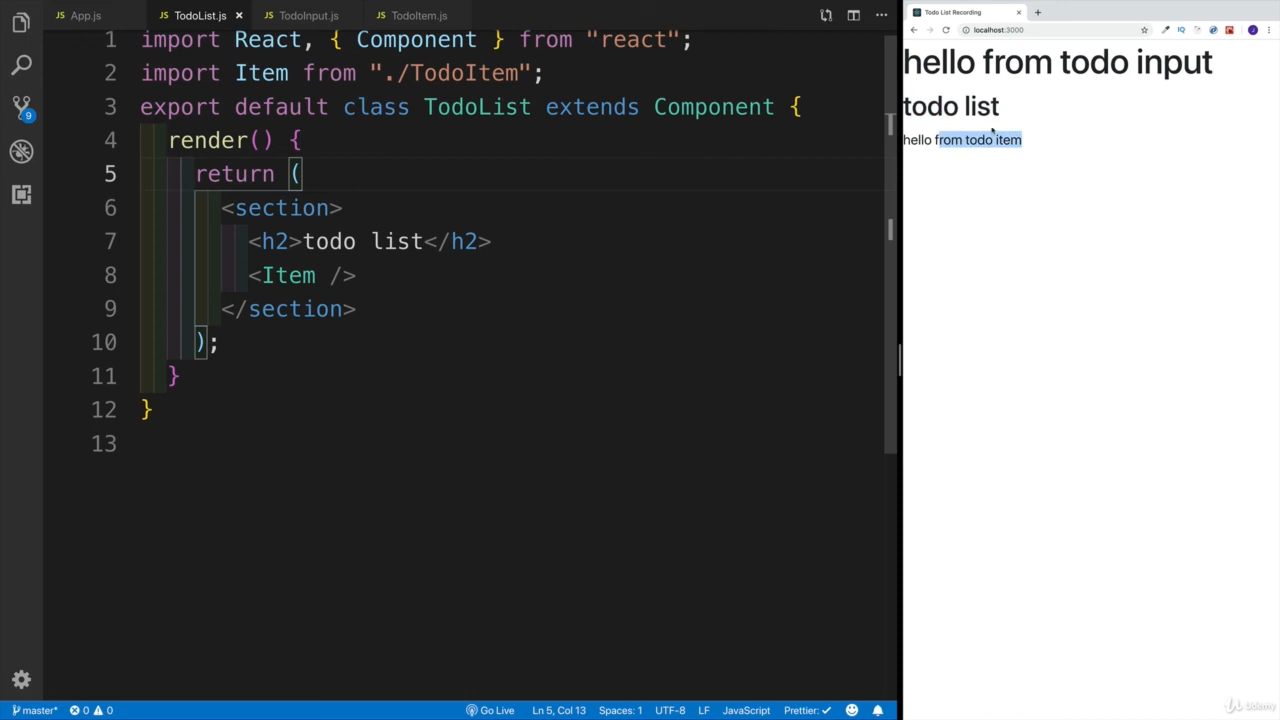 App.js
TodoList.js
TodoInput.js
TodoItem.js
1 import React, { Component } from "react";
2 import Item from "./TodoItem";
3 export default class TodoList extends Component {
4 render() {
5 return (
6 <section>
7 <h2>todo list</h2>
8 <Item />
9 </section>
10 );
11 }
12 }
13
9
master*
0 0
Go Live
Ln 5, Col 13
Spaces: 1
UTF-8
LF
JavaScript
Prettier: ✓
Todo List Recording
localhost:3000
IQ
J
hello from todo input
todo list
hello from todo item
Udemy